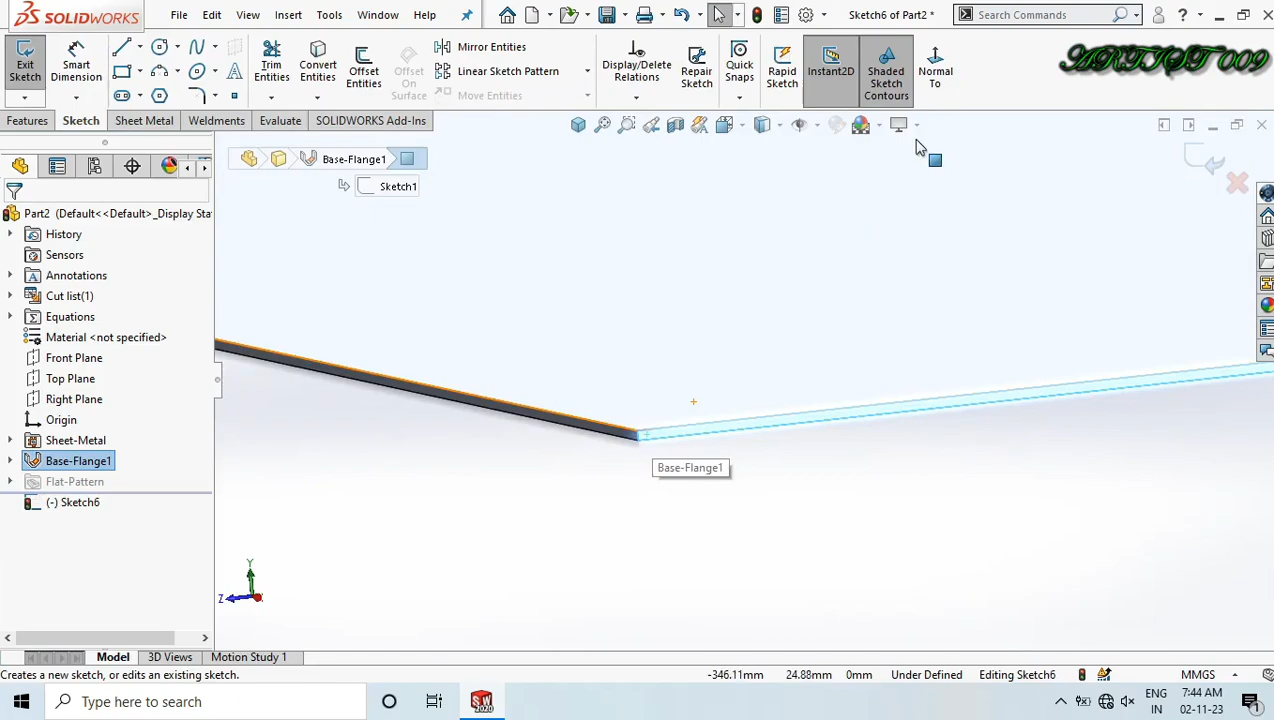 SOLIDWORKS File Edit View Insert Tools Window Help Sketch6 of Part2 * Search Commands ?
Exit Sketch Smart Dimension Trim Entities Convert Entities Offset Entities Offset On Surface Mirror Entities Linear Sketch Pattern Move Entities Display/Delete Relations Repair Sketch Quick Snaps Rapid Sketch Instant2D Shaded Sketch Contours Normal To ARTIST 009
Features Sketch Sheet Metal Weldments Evaluate SOLIDWORKS Add-Ins
Base-Flange1
Sketch1
Part2 (Default<<Default>_Display Sta
History
Sensors
Annotations
Cut list(1)
Equations
Material <not specified>
Front Plane
Top Plane
Right Plane
Origin
Sheet-Metal
Base-Flange1
Flat-Pattern
(-) Sketch6
Base-Flange1
Y
Z
Model 3D Views Motion Study 1
Creates a new sketch, or edits an existing sketch. -346.11mm 24.88mm 0mm Under Defined Editing Sketch6 MMGS
Type here to search SW 2020 ENG IN 7:44 AM 02-11-23 1